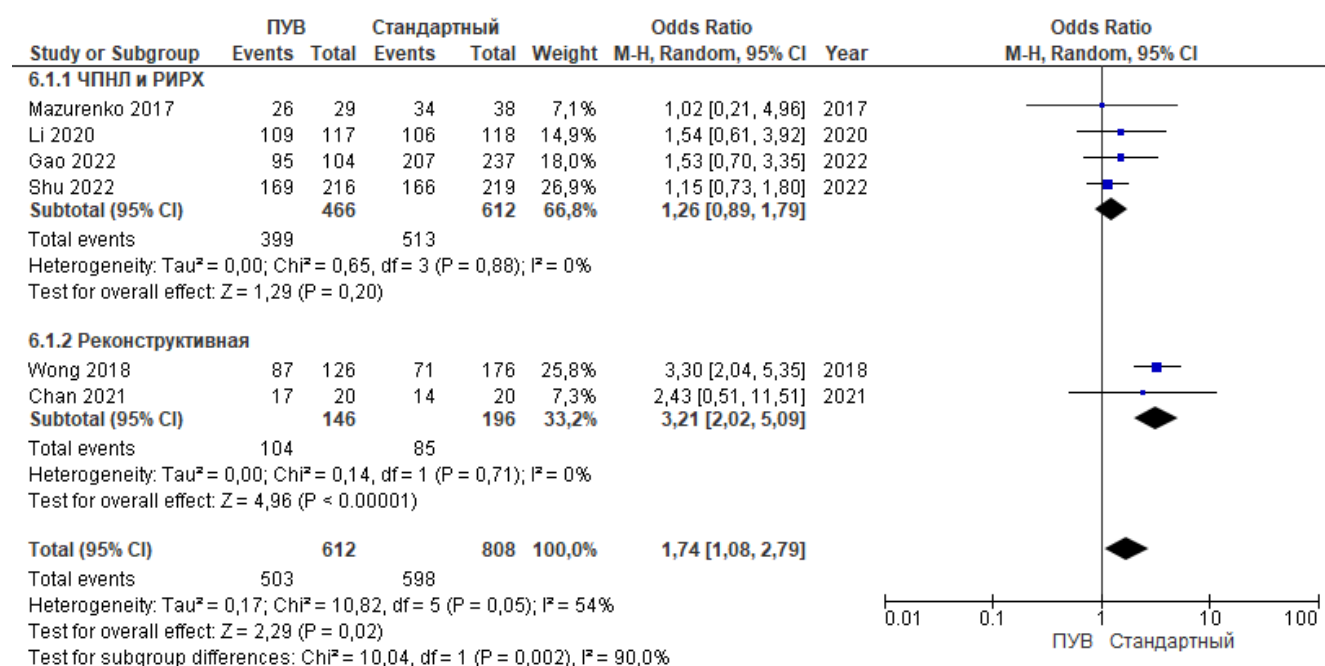 ПУВ Стандартный Odds Ratio Odds Ratio
Study or Subgroup Events Total Events Total Weight M-H, Random, 95% CI Year M-H, Random, 95% CI
6.1.1 ЧПНЛ и РИРХ
Mazurenko 2017 26 29 34 38 7,1% 1,02 [0,21, 4,96] 2017
Li 2020 109 117 106 118 14,9% 1,54 [0,61, 3,92] 2020
Gao 2022 95 104 207 237 18,0% 1,53 [0,70, 3,35] 2022
Shu 2022 169 216 166 219 26,9% 1,15 [0,73, 1,80] 2022
Subtotal (95% CI) 466 612 66,8% 1,26 [0,89, 1,79]
Total events 399 513
Heterogeneity: Tau² = 0,00; Chi² = 0,65, df = 3 (P = 0,88); I² = 0%
Test for overall effect: Z = 1,29 (P = 0,20)
6.1.2 Реконструктивная
Wong 2018 87 126 71 176 25,8% 3,30 [2,04, 5,35] 2018
Chan 2021 17 20 14 20 7,3% 2,43 [0,51, 11,51] 2021
Subtotal (95% CI) 146 196 33,2% 3,21 [2,02, 5,09]
Total events 104 85
Heterogeneity: Tau² = 0,00; Chi² = 0,14, df = 1 (P = 0,71); I² = 0%
Test for overall effect: Z = 4,96 (P < 0.00001)
Total (95% CI) 612 808 100,0% 1,74 [1,08, 2,79]
Total events 503 598
Heterogeneity: Tau² = 0,17; Chi² = 10,82, df = 5 (P = 0,05); I² = 54%
Test for overall effect: Z = 2,29 (P = 0,02)
Test for subgroup differences: Chi² = 10,04, df = 1 (P = 0,002), I² = 90,0%
0.01 0.1 1 10 100
ПУВ Стандартный